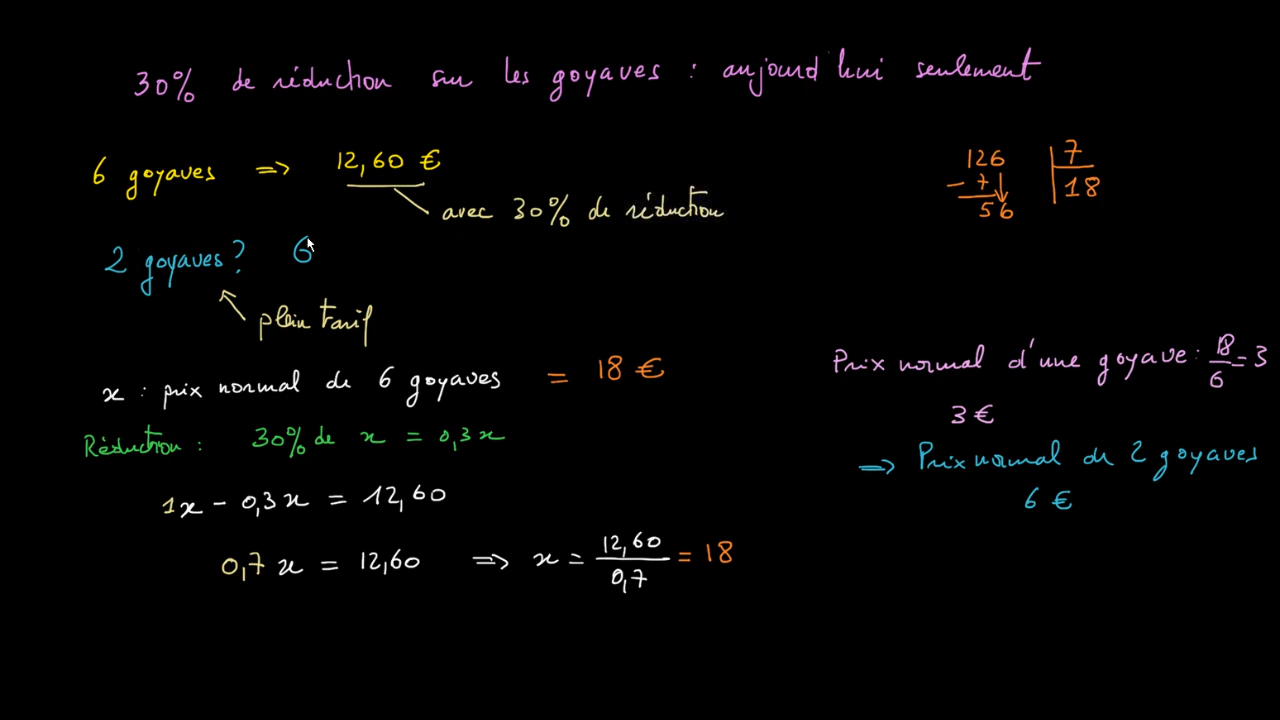 30% de réduction sur les goyaves : aujourd'hui seulement
6 goyaves => 12,60 €
avec 30% de réduction
2 goyaves? 6
plein tarif
x : prix normal de 6 goyaves = 18 €
Réduction : 30% de x = 0,3x
1x - 0,3x = 12,60
0,7x = 12,60 => x = 12,60/0,7 = 18
126 | 7
- 7 | 18
56
Prix normal d'une goyave : 18/6 = 3
3 €
=> Prix normal de 2 goyaves
6 €